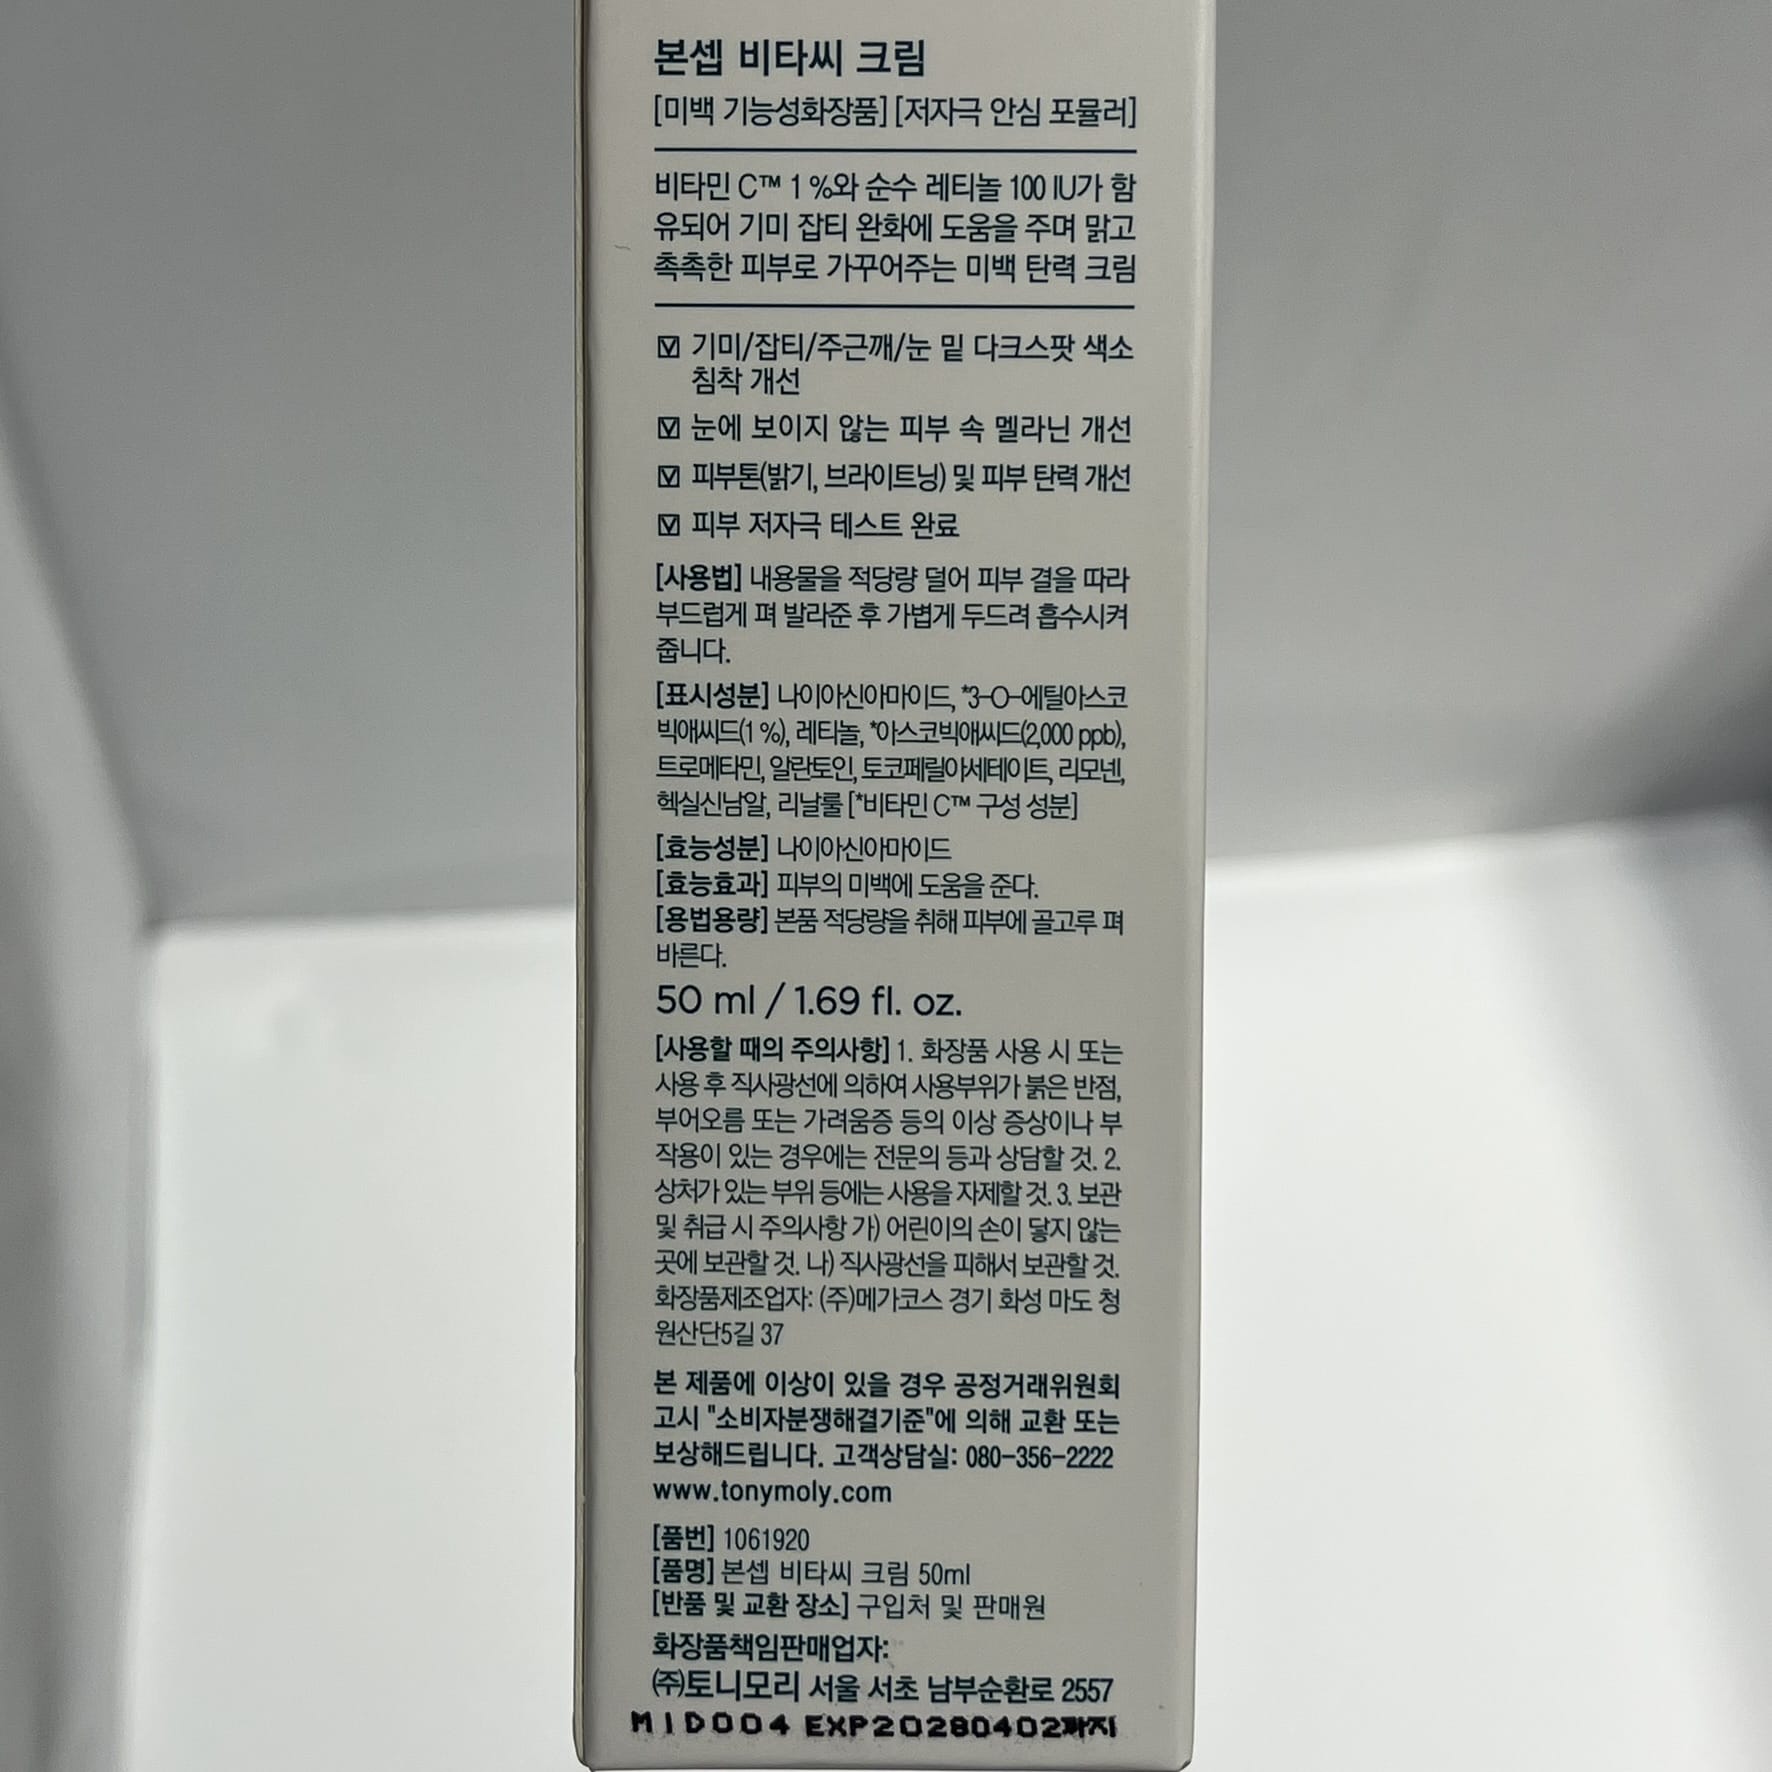 본셉 비타씨 크림
[미백 기능성화장품] [저자극 안심 포뮬러]
비타민 C™ 1 %와 순수 레티놀 100 IU가 함
유되어 기미 잡티 완화에 도움을 주며 맑고
촉촉한 피부로 가꾸어주는 미백 탄력 크림
☑ 기미/잡티/주근깨/눈 밑 다크스팟 색소
침착 개선
☑ 눈에 보이지 않는 피부 속 멜라닌 개선
☑ 피부톤(밝기, 브라이트닝) 및 피부 탄력 개선
☑ 피부 저자극 테스트 완료
[사용법] 내용물을 적당량 덜어 피부 결을 따라
부드럽게 펴 발라준 후 가볍게 두드려 흡수시켜
줍니다.
[표시성분] 나이아신아마이드, *3-O-에틸아스코
빅애씨드(1 %), 레티놀, *아스코빅애씨드(2,000 ppb),
트로메타민, 알란토인, 토코페릴아세테이트, 리모넨,
헥실신남알, 리날룰 [*비타민 C™ 구성 성분]
[효능성분] 나이아신아마이드
[효능효과] 피부의 미백에 도움을 준다.
[용법용량] 본품 적당량을 취해 피부에 골고루 펴
바른다.
50 ml / 1.69 fl. oz.
[사용할 때의 주의사항] 1. 화장품 사용 시 또는
사용 후 직사광선에 의하여 사용부위가 붉은 반점,
부어오름 또는 가려움증 등의 이상 증상이나 부
작용이 있는 경우에는 전문의 등과 상담할 것. 2.
상처가 있는 부위 등에는 사용을 자제할 것. 3. 보관
및 취급 시 주의사항 가) 어린이의 손이 닿지 않는
곳에 보관할 것. 나) 직사광선을 피해서 보관할 것.
화장품제조업자: (주)메가코스 경기 화성 마도 청
원산단5길 37
본 제품에 이상이 있을 경우 공정거래위원회
고시 "소비자분쟁해결기준"에 의해 교환 또는
보상해드립니다. 고객상담실: 080-356-2222
www.tonymoly.com
[품번] 1061920
[품명] 본셉 비타씨 크림 50ml
[반품 및 교환 장소] 구입처 및 판매원
화장품책임판매업자:
㈜토니모리 서울 서초 남부순환로 2557
MID004 EXP20280402까지